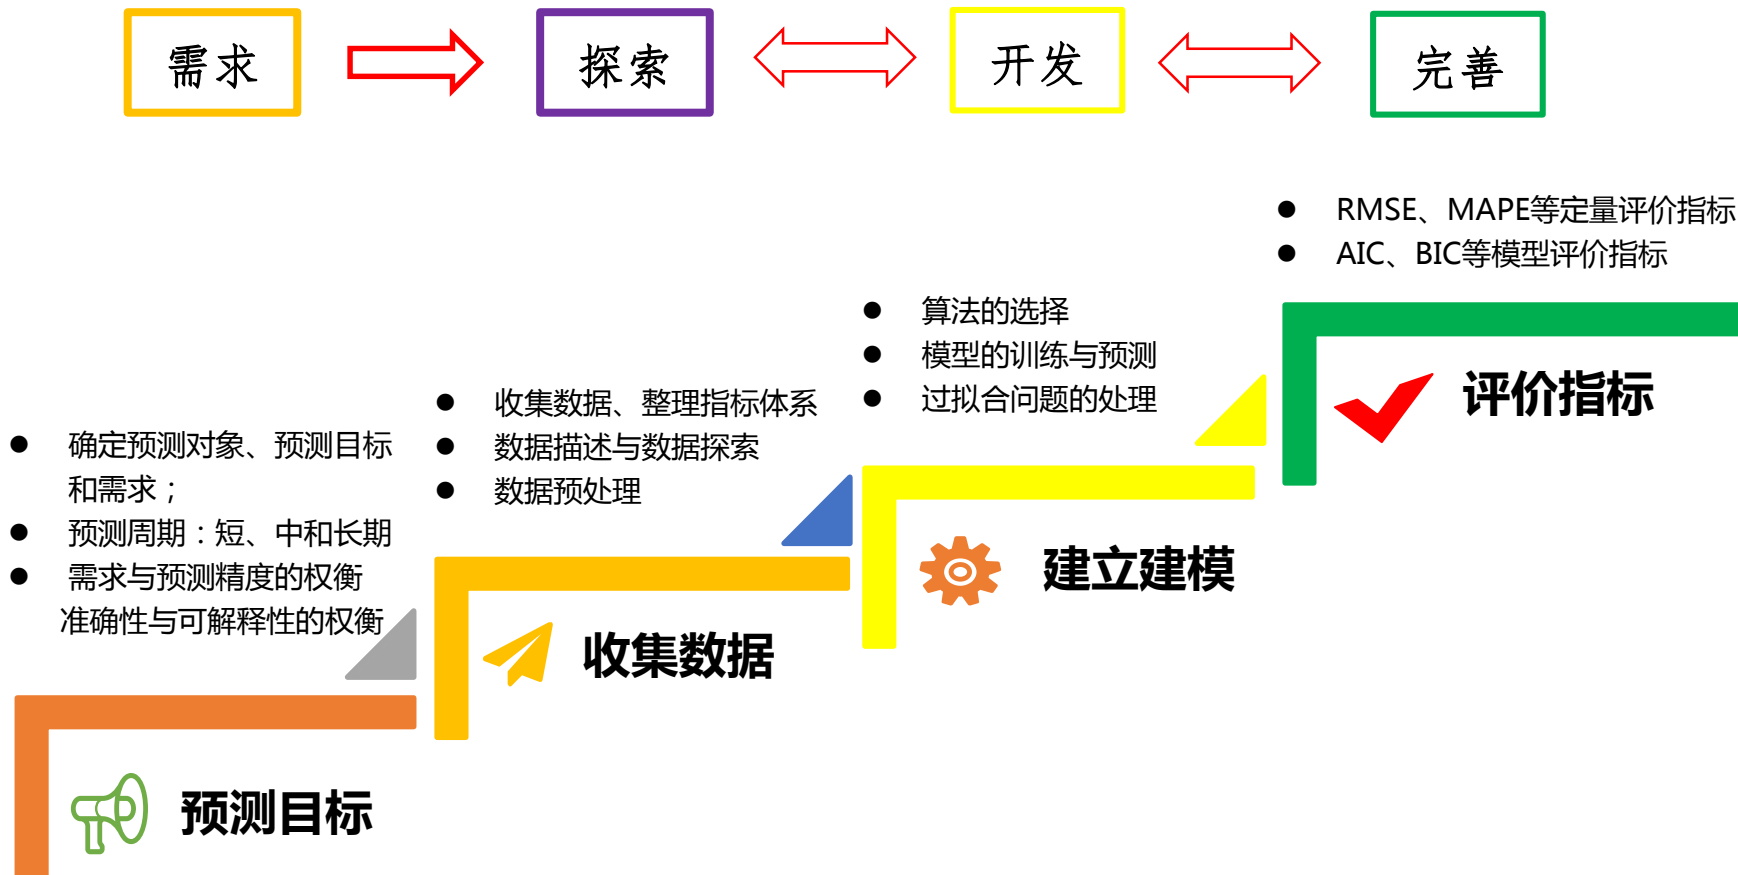 需求
探索
开发
完善
RMSE、MAPE等定量评价指标
AIC、BIC等模型评价指标
评价指标
算法的选择
模型的训练与预测
过拟合问题的处理
建立建模
收集数据、整理指标体系
数据描述与数据探索
数据预处理
收集数据
确定预测对象、预测目标
和需求；
预测周期：短、中和长期
需求与预测精度的权衡
准确性与可解释性的权衡
预测目标